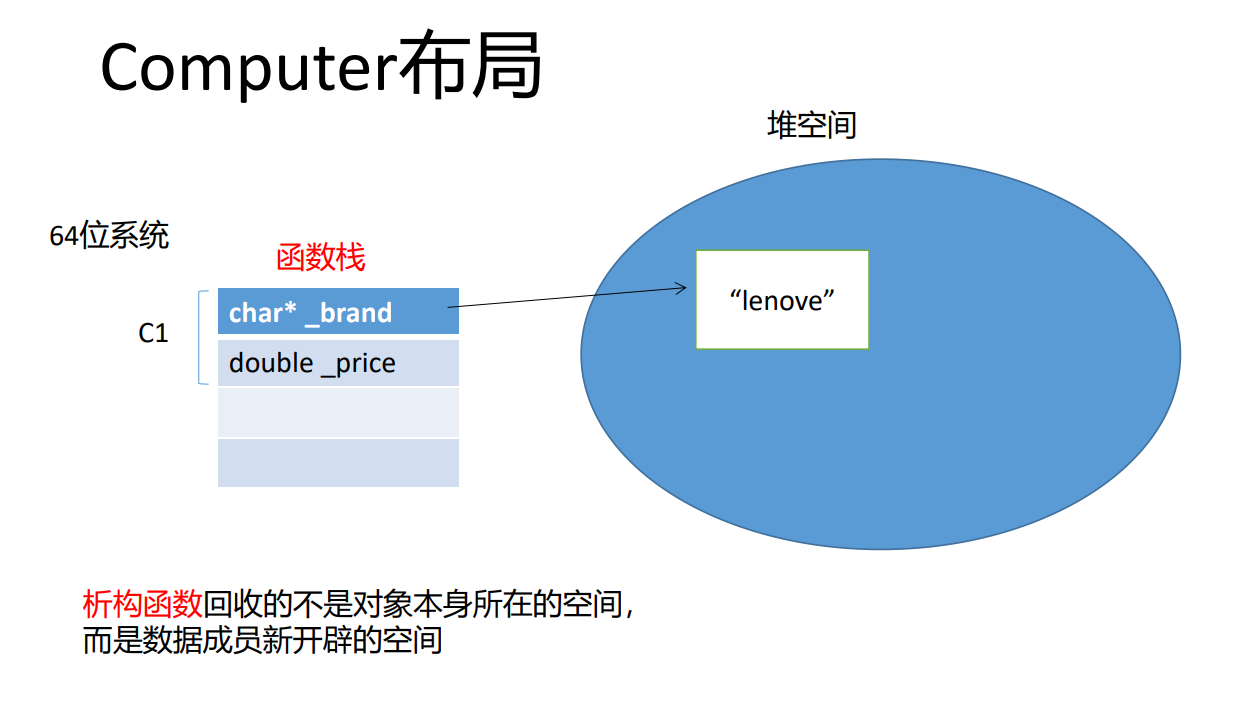 Computer布局
堆空间
64位系统
函数栈
char* _brand
“lenove”
C1
double _price
析构函数回收的不是对象本身所在的空间，
而是数据成员新开辟的空间